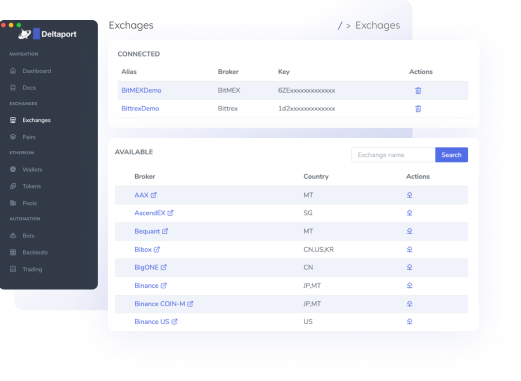 Deltaport
NAVIGATION
Dashboard
Docs
EXCHANGES
Exchanges
Pairs
ETHEREUM
Wallets
Tokens
Pools
AUTOMATION
Bots
Backtests
Trading
Exchages
/ > Exchages
CONNECTED
Alias Broker Key Actions
BitMEXDemo BitMEX 6ZExxxxxxxxxxxxx
BittrexDemo Bittrex 1d2xxxxxxxxxxxxx
AVAILABLE
Exchange name Search
Broker Country Actions
AAX MT
AscendEX SG
Bequant MT
Bibox CN,US,KR
BigONE CN
Binance JP,MT
Binance COIN-M JP,MT
Binance US US